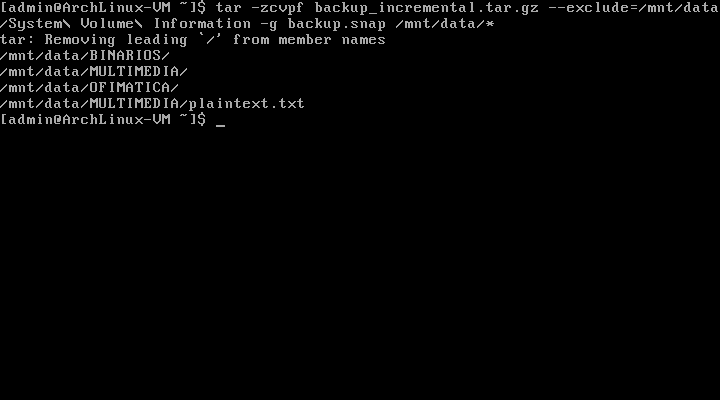 [admin@ArchLinux-VM ~]$ tar -zcvpf backup_incremental.tar.gz --exclude=/mnt/data
/System\ Volume\ Information -g backup.snap /mnt/data/*
tar: Removing leading `/' from member names
/mnt/data/BINARIOS/
/mnt/data/MULTIMEDIA/
/mnt/data/OFIMATICA/
/mnt/data/MULTIMEDIA/plaintext.txt
[admin@ArchLinux-VM ~]$ _